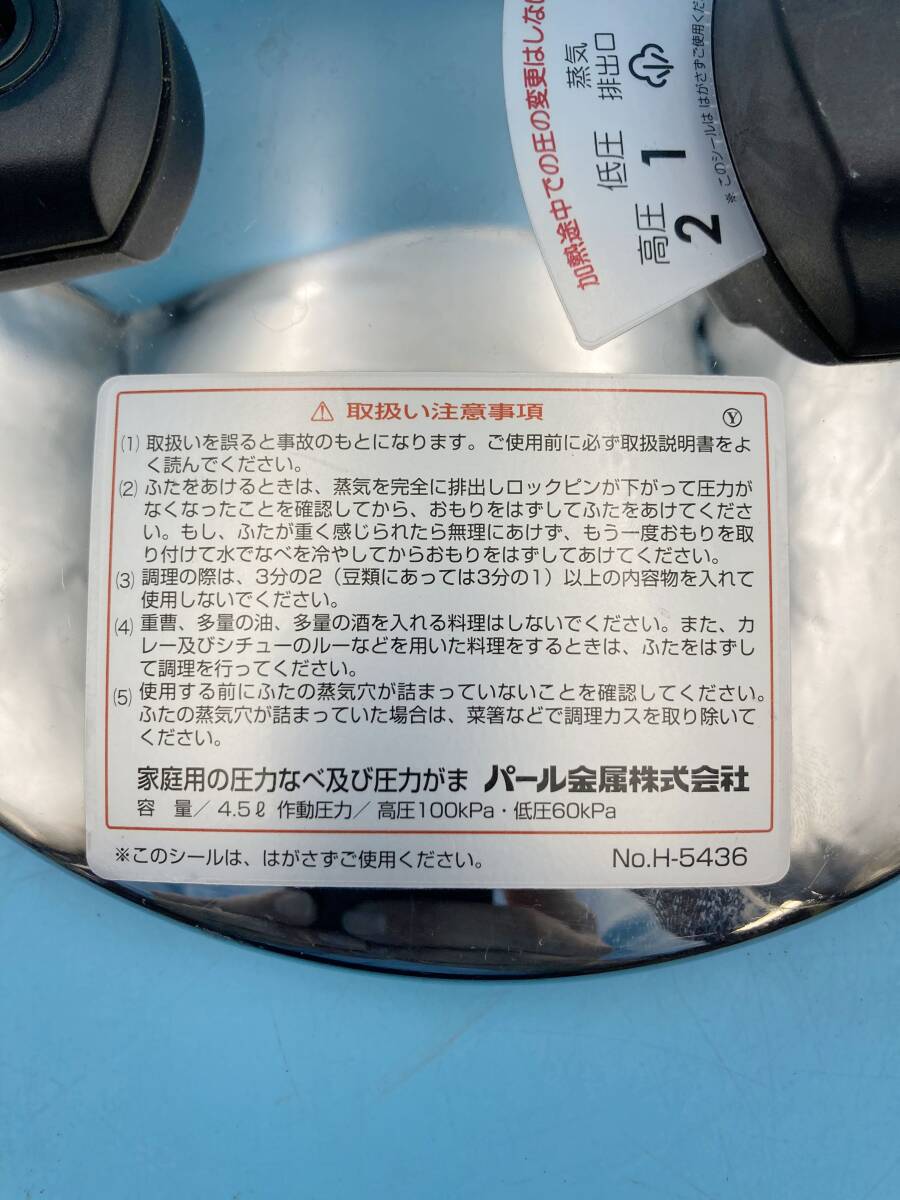 加熱途中での圧の変更はしない
蒸気
排出口
低圧 1
高圧 2
※このシールは はがさずご使用くだ
⚠ 取扱い注意事項
Ⓨ
(1) 取扱いを誤ると事故のもとになります。ご使用前に必ず取扱説明書をよ
く読んでください。
(2) ふたをあけるときは、蒸気を完全に排出しロックピンが下がって圧力が
なくなったことを確認してから、おもりをはずしてふたをあけてくださ
い。もし、ふたが重く感じられたら無理にあけず、もう一度おもりを取
り付けて水でなべを冷やしてからおもりをはずしてあけてください。
(3) 調理の際は、3分の2（豆類にあっては3分の1）以上の内容物を入れて
使用しないでください。
(4) 重曹、多量の油、多量の酒を入れる料理はしないでください。また、カ
レー及びシチューのルーなどを用いた料理をするときは、ふたをはずし
て調理を行ってください。
(5) 使用する前にふたの蒸気穴が詰まっていないことを確認してください。
ふたの蒸気穴が詰まっていた場合は、菜箸などで調理カスを取り除いて
ください。
家庭用の圧力なべ及び圧力がま パール金属株式会社
容 量／4.5ℓ 作動圧力／高圧100kPa・低圧60kPa
※このシールは、はがさずご使用ください。 No.H-5436